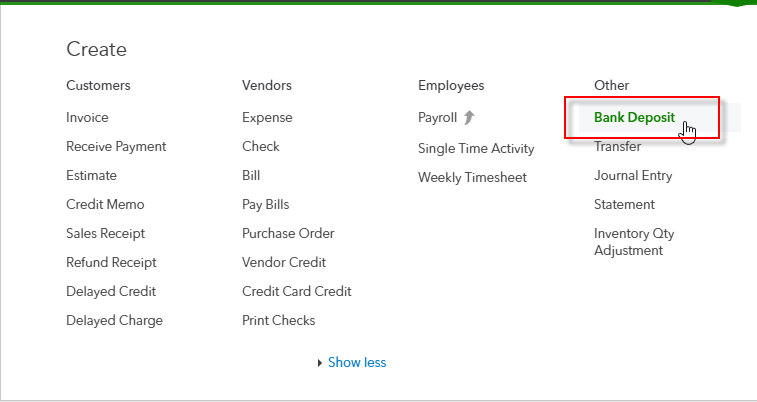 Create
Customers
Invoice
Receive Payment
Estimate
Credit Memo
Sales Receipt
Refund Receipt
Delayed Credit
Delayed Charge
Vendors
Expense
Check
Bill
Pay Bills
Purchase Order
Vendor Credit
Credit Card Credit
Print Checks
Employees
Payroll
Single Time Activity
Weekly Timesheet
Other
Bank Deposit
Transfer
Journal Entry
Statement
Inventory Qty
Adjustment
Show less